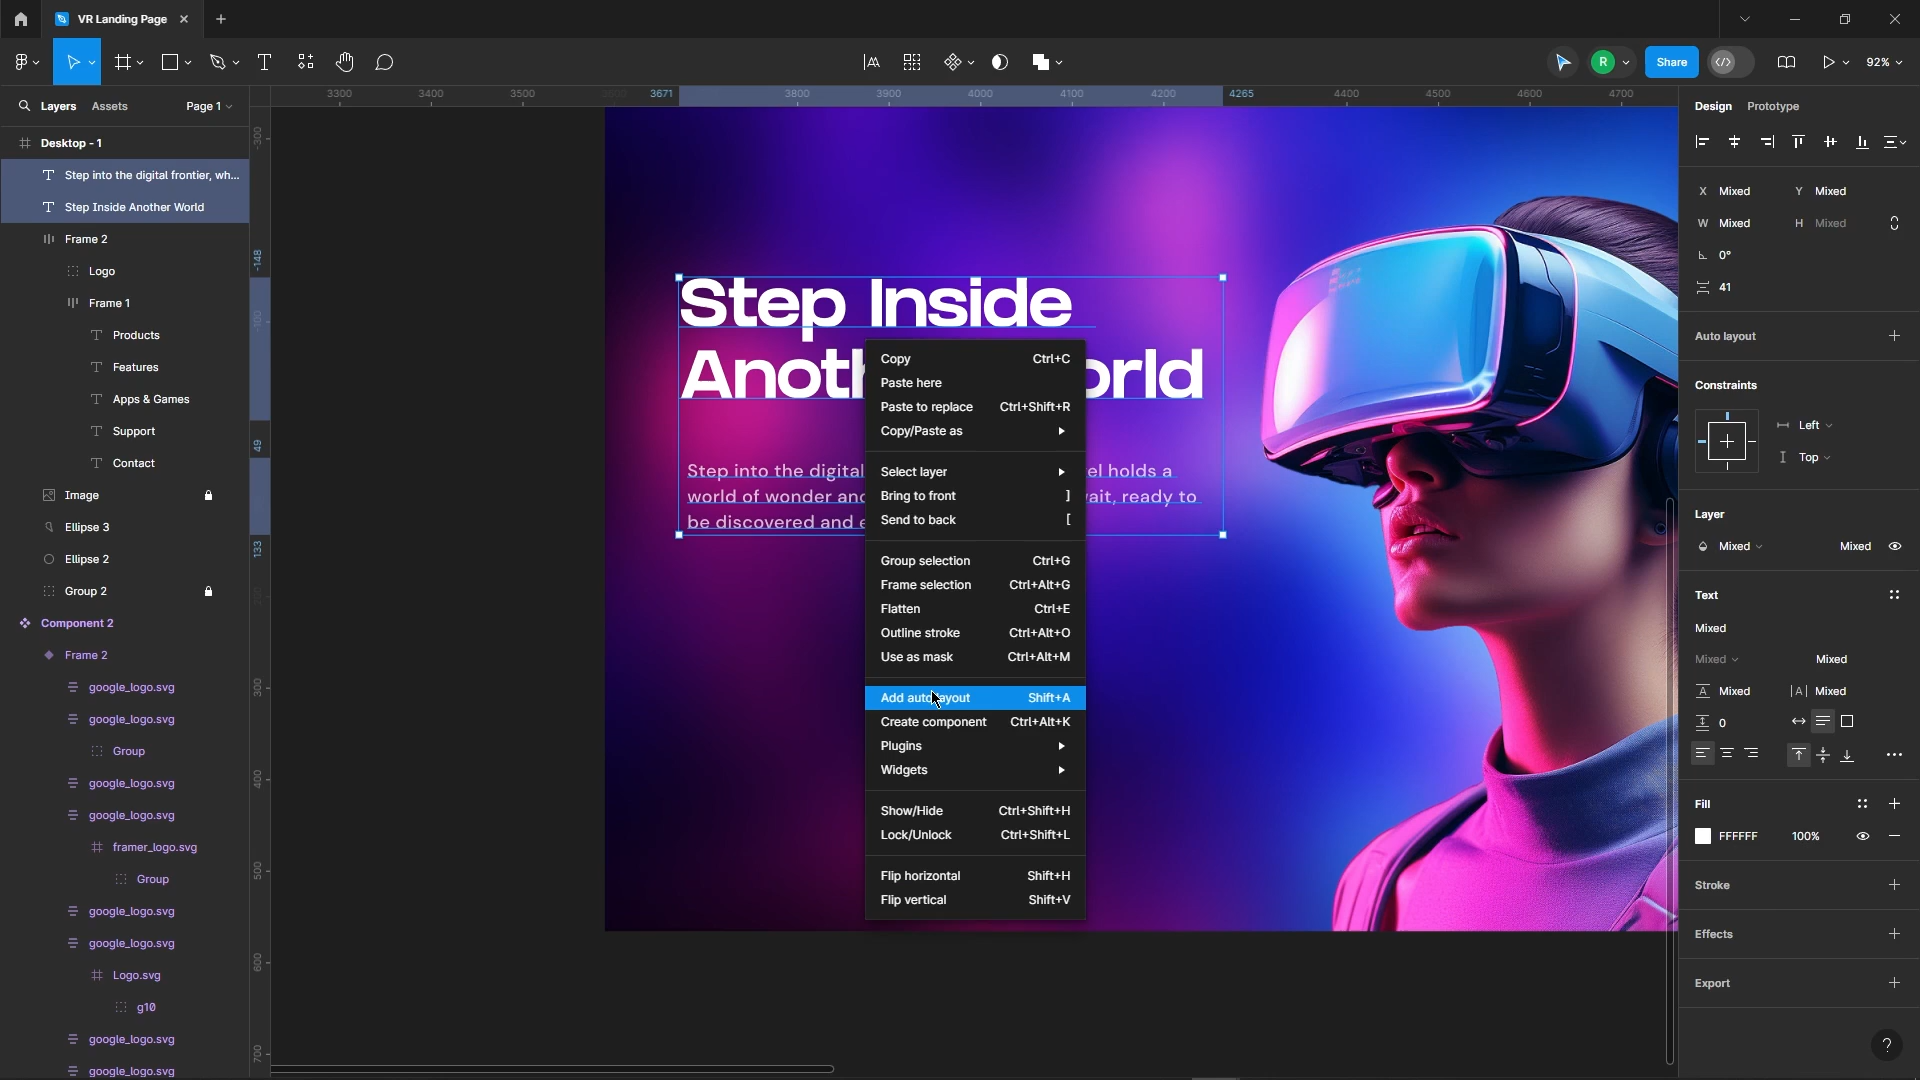 VR Landing Page
R
Share
92%
Layers
Assets
Page 1
3300
3400
3500
3671
3800
3900
4000
4100
4200
4265
4400
4500
4600
4700
Design
Prototype
Desktop - 1
Step into the digital frontier, wh...
Step Inside Another World
Frame 2
Logo
Frame 1
Products
Features
Apps & Games
Support
Contact
Image
Ellipse 3
Ellipse 2
Group 2
Component 2
Frame 2
google_logo.svg
google_logo.svg
Group
google_logo.svg
google_logo.svg
framer_logo.svg
Group
google_logo.svg
google_logo.svg
Logo.svg
g10
google_logo.svg
google_logo.svg
-300
-148
-100
49
133
300
400
500
600
700
Step Inside
Anoth
orld
Step into the digital
el holds a
world of wonder and
ait, ready to
be discovered and e
Copy Ctrl+C
Paste here
Paste to replace Ctrl+Shift+R
Copy/Paste as
Select layer
Bring to front ]
Send to back [
Group selection Ctrl+G
Frame selection Ctrl+Alt+G
Flatten Ctrl+E
Outline stroke Ctrl+Alt+O
Use as mask Ctrl+Alt+M
Add auto layout Shift+A
Create component Ctrl+Alt+K
Plugins
Widgets
Show/Hide Ctrl+Shift+H
Lock/Unlock Ctrl+Shift+L
Flip horizontal Shift+H
Flip vertical Shift+V
X Mixed Y Mixed
W Mixed H Mixed
0°
41
Auto layout
Constraints
Left
Top
Layer
Mixed Mixed
Text
Mixed
Mixed Mixed
Mixed Mixed
0
Fill
FFFFFF 100%
Stroke
Effects
Export
?